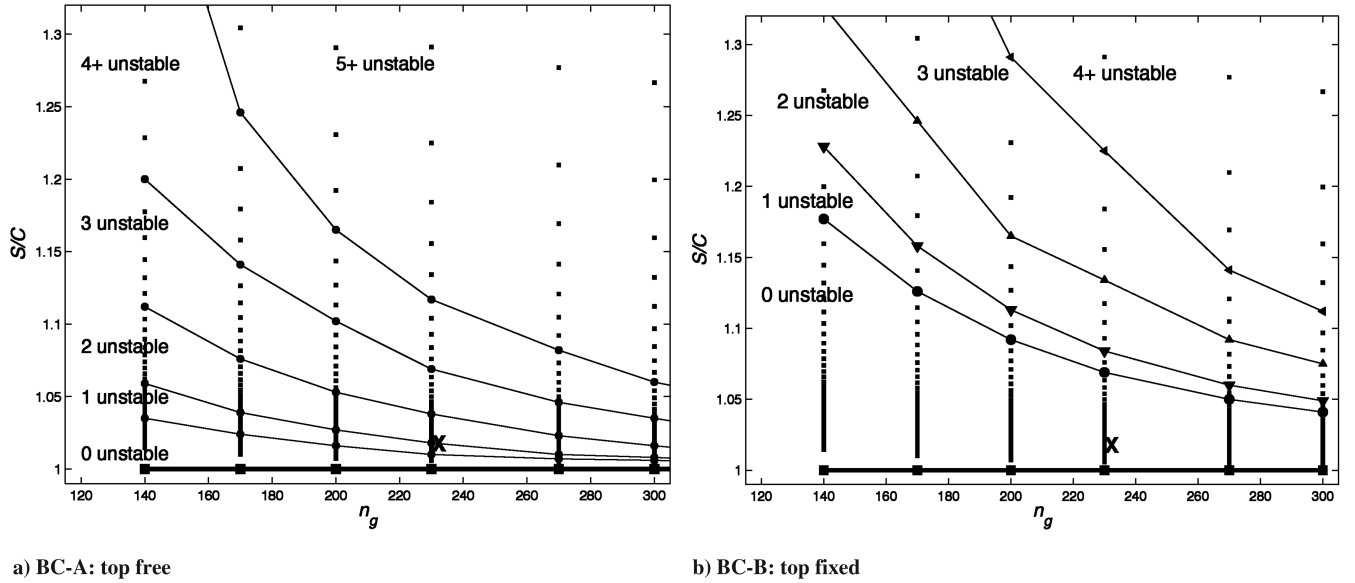 1.3
1.25
1.2
1.15
1.1
1.05
1
S/C
4+ unstable
5+ unstable
3 unstable
2 unstable
1 unstable
0 unstable
120 140 160 180 200 220 240 260 280 300
n_g
a) BC-A: top free
1.3
1.25
1.2
1.15
1.1
1.05
1
S/C
3 unstable
4+ unstable
2 unstable
1 unstable
0 unstable
X
120 140 160 180 200 220 240 260 280 300
n_g
b) BC-B: top fixed
X